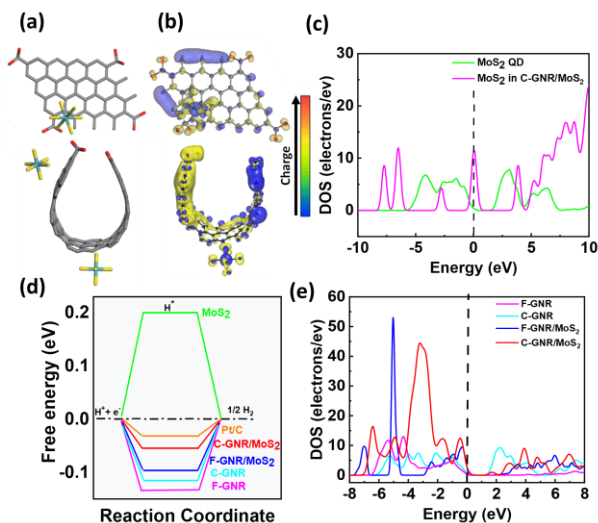 (a)
(b)
Charge
(c)
DOS (electrons/ev)
30
20
10
0
MoS2 QD
MoS2 in C-GNR/MoS2
-10
-5
0
5
10
Energy (eV)
(d)
Free energy (eV)
0.2
0.0
-0.1
H*
MoS2
H⁺+ e⁻
1/2 H2
Pt/C
C-GNR/MoS2
F-GNR/MoS2
C-GNR
F-GNR
Reaction Coordinate
(e)
DOS (electrons/ev)
60
50
40
30
20
10
0
F-GNR
C-GNR
F-GNR/MoS2
C-GNR/MoS2
-8
-6
-4
-2
0
2
4
6
8
Energy (eV)